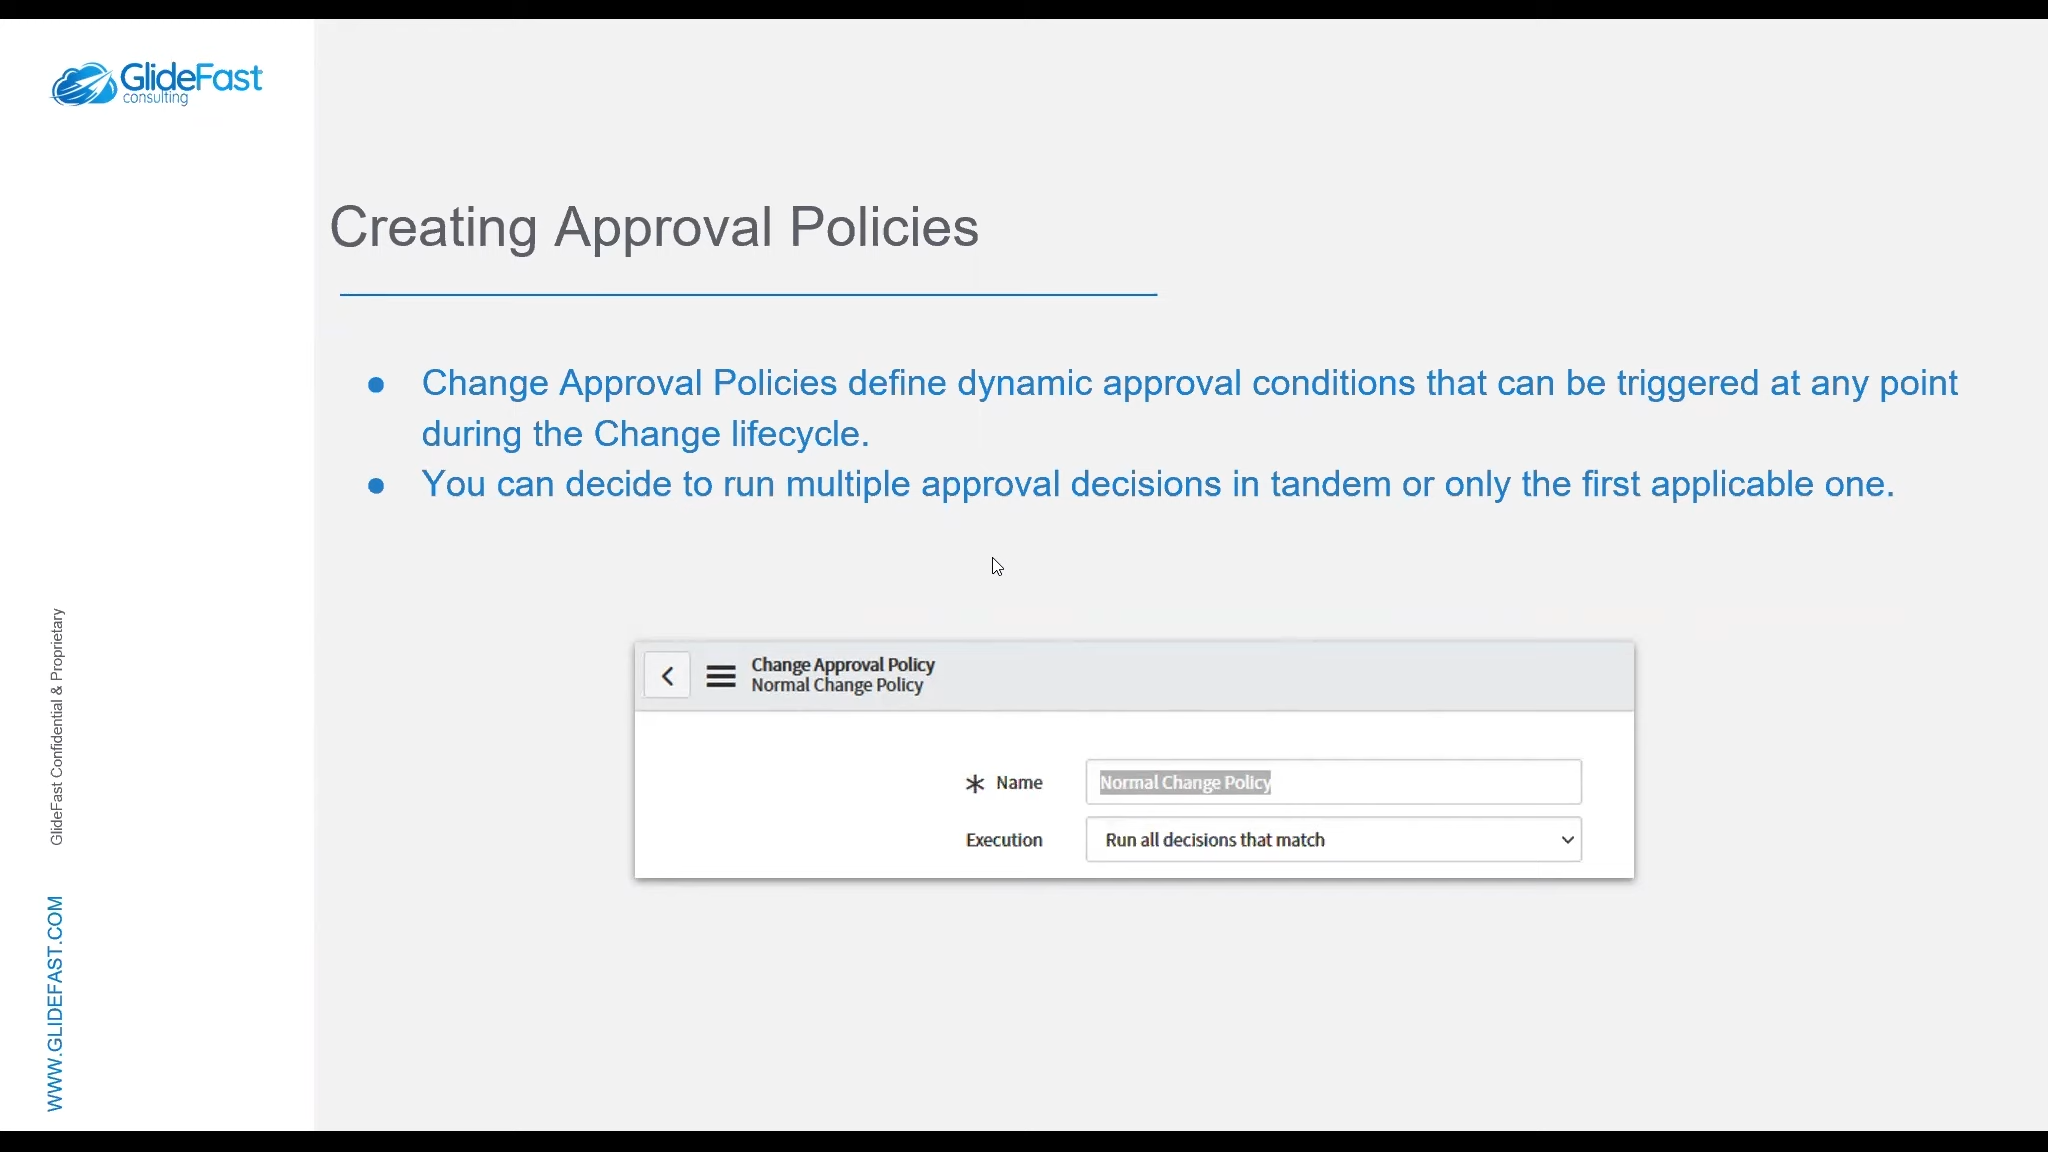 GlideFast
consulting
Creating Approval Policies
● Change Approval Policies define dynamic approval conditions that can be triggered at any point
during the Change lifecycle.
● You can decide to run multiple approval decisions in tandem or only the first applicable one.
Change Approval Policy
Normal Change Policy
* Name
Normal Change Policy
Execution
Run all decisions that match
GlideFast Confidential & Proprietary
WWW.GLIDEFAST.COM